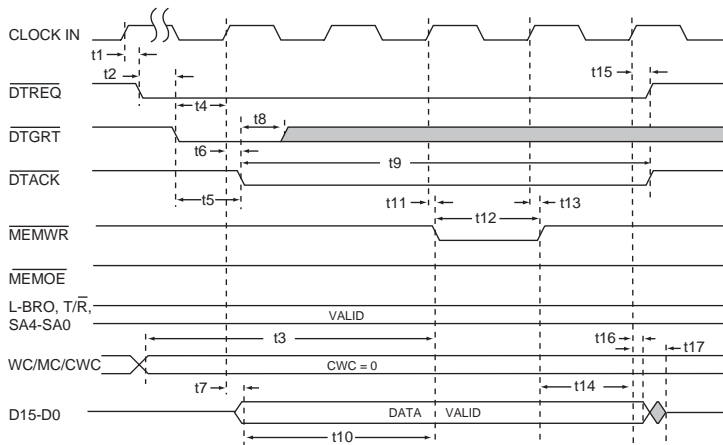 CLOCK IN
t1
t2
t15
DTREQ
t4
t8
DTGRT
t6
t9
DTACK
t5
t11
t12
t13
MEMWR
MEMOE
L-BRO, T/R,
SA4-SA0
VALID
t3
t16
t17
WC/MC/CWC
CWC = 0
t7
t14
D15-D0
DATA VALID
t10